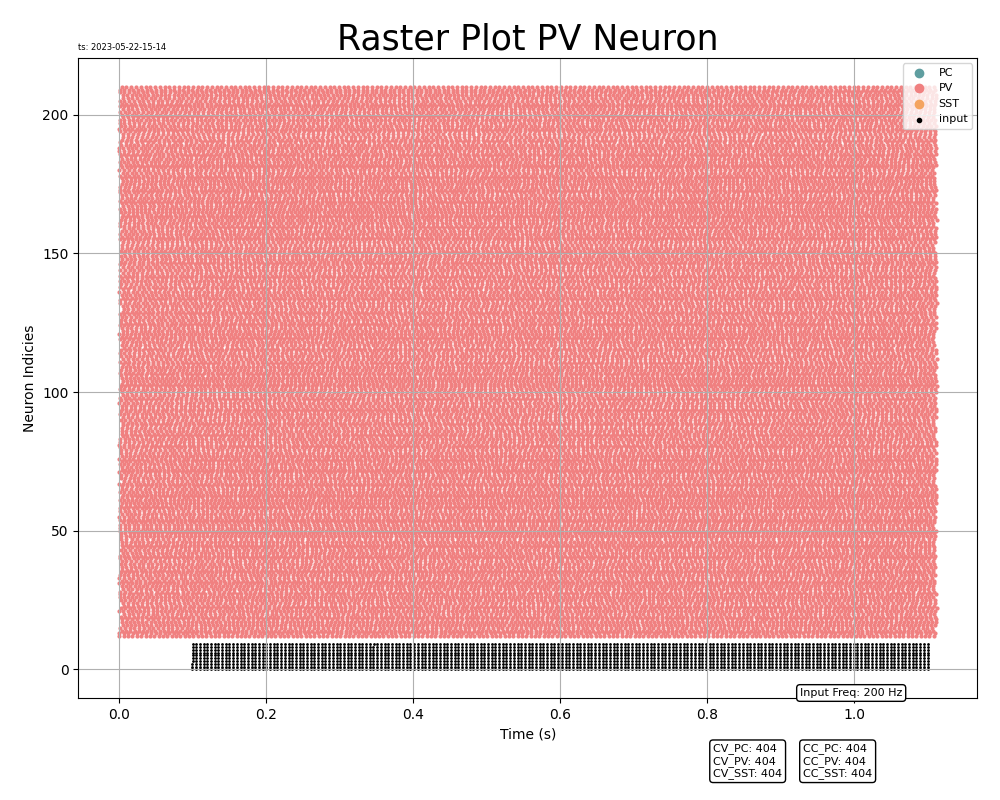 Raster Plot PV Neuron
ts: 2023-05-22-15-14
PC
PV
SST
input
200
150
100
50
0
Neuron Indicies
0.0 0.2 0.4 0.6 0.8 1.0
Input Freq: 200 Hz
Time (s)
CV_PC: 404
CV_PV: 404
CV_SST: 404
CC_PC: 404
CC_PV: 404
CC_SST: 404